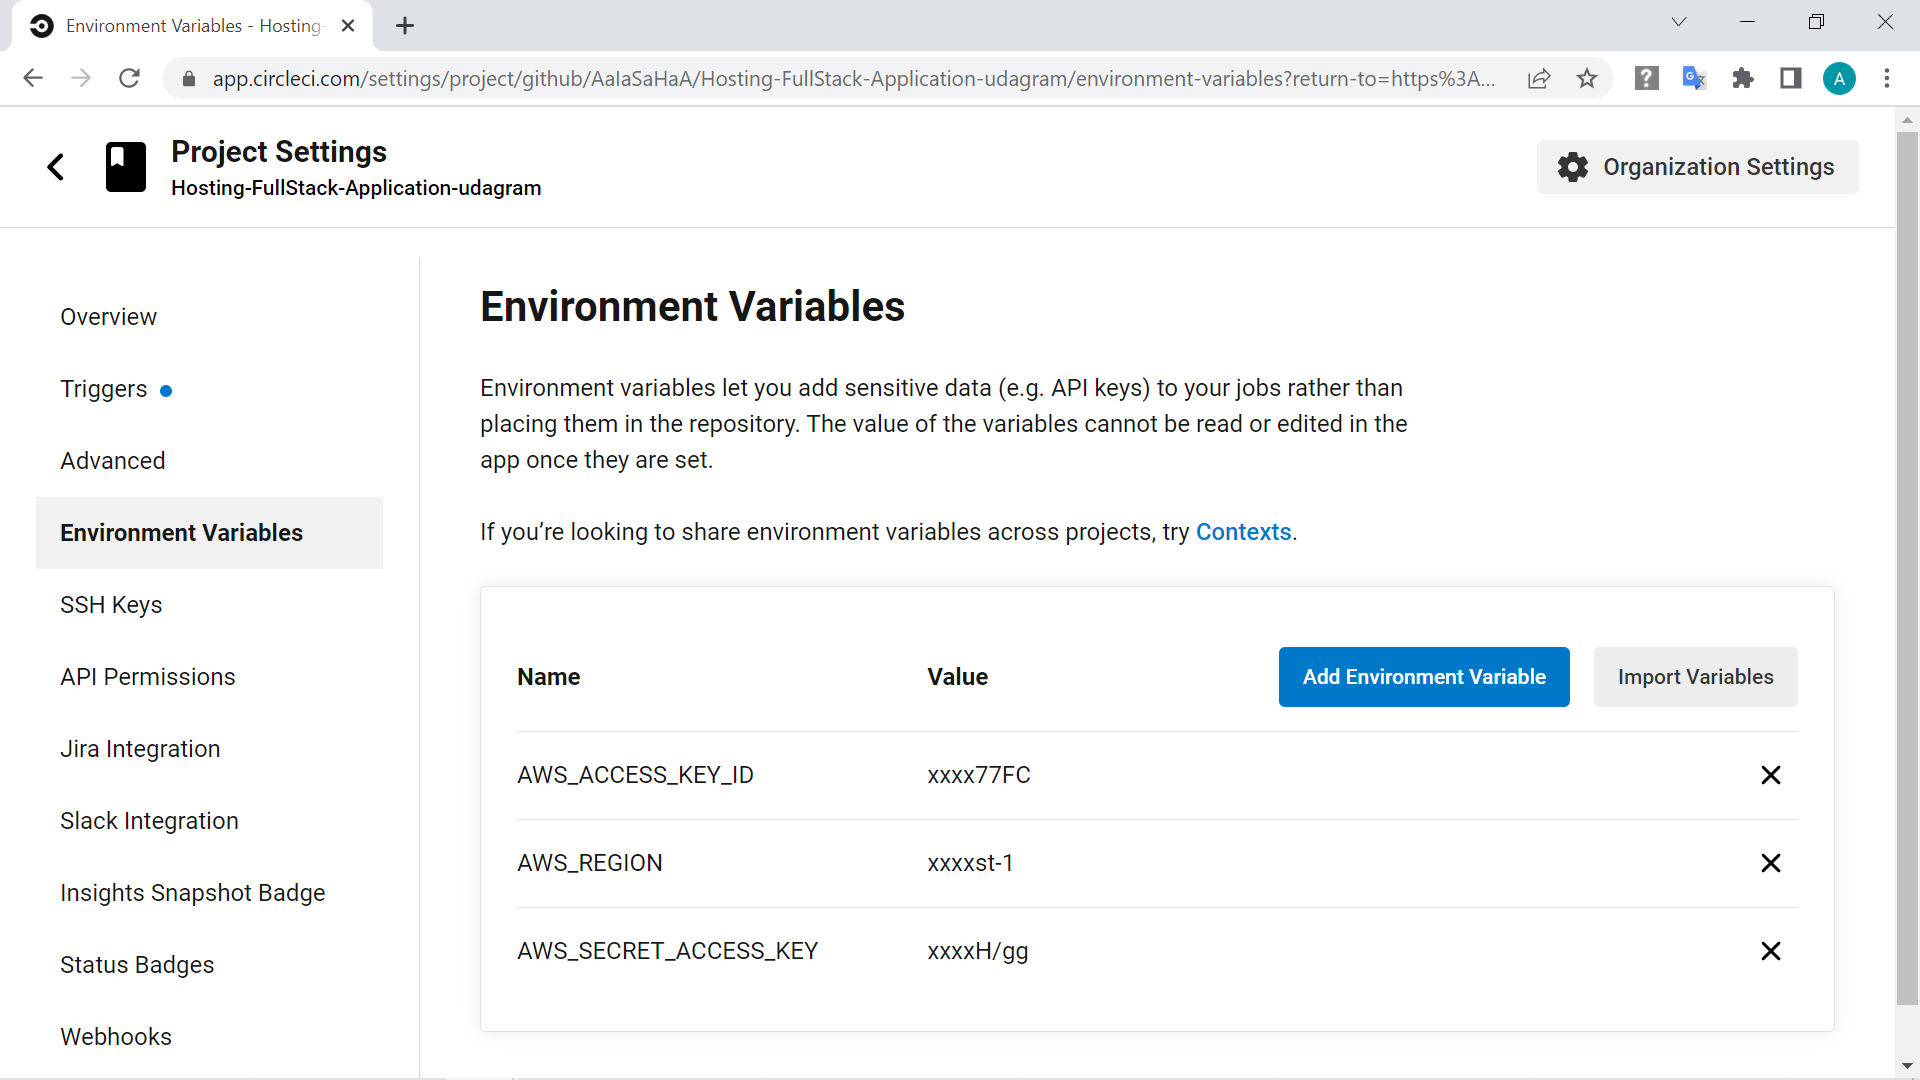 Environment Variables - Hosting-
app.circleci.com/settings/project/github/AalaSaHaA/Hosting-FullStack-Application-udagram/environment-variables?return-to=https%3A...
A
Project Settings
Hosting-FullStack-Application-udagram
Organization Settings
Overview
Triggers
Advanced
Environment Variables
SSH Keys
API Permissions
Jira Integration
Slack Integration
Insights Snapshot Badge
Status Badges
Webhooks
Environment Variables
Environment variables let you add sensitive data (e.g. API keys) to your jobs rather than
placing them in the repository. The value of the variables cannot be read or edited in the
app once they are set.
If you’re looking to share environment variables across projects, try Contexts.
Name Value Add Environment Variable Import Variables
AWS_ACCESS_KEY_ID xxxx77FC
AWS_REGION xxxxst-1
AWS_SECRET_ACCESS_KEY xxxxH/gg